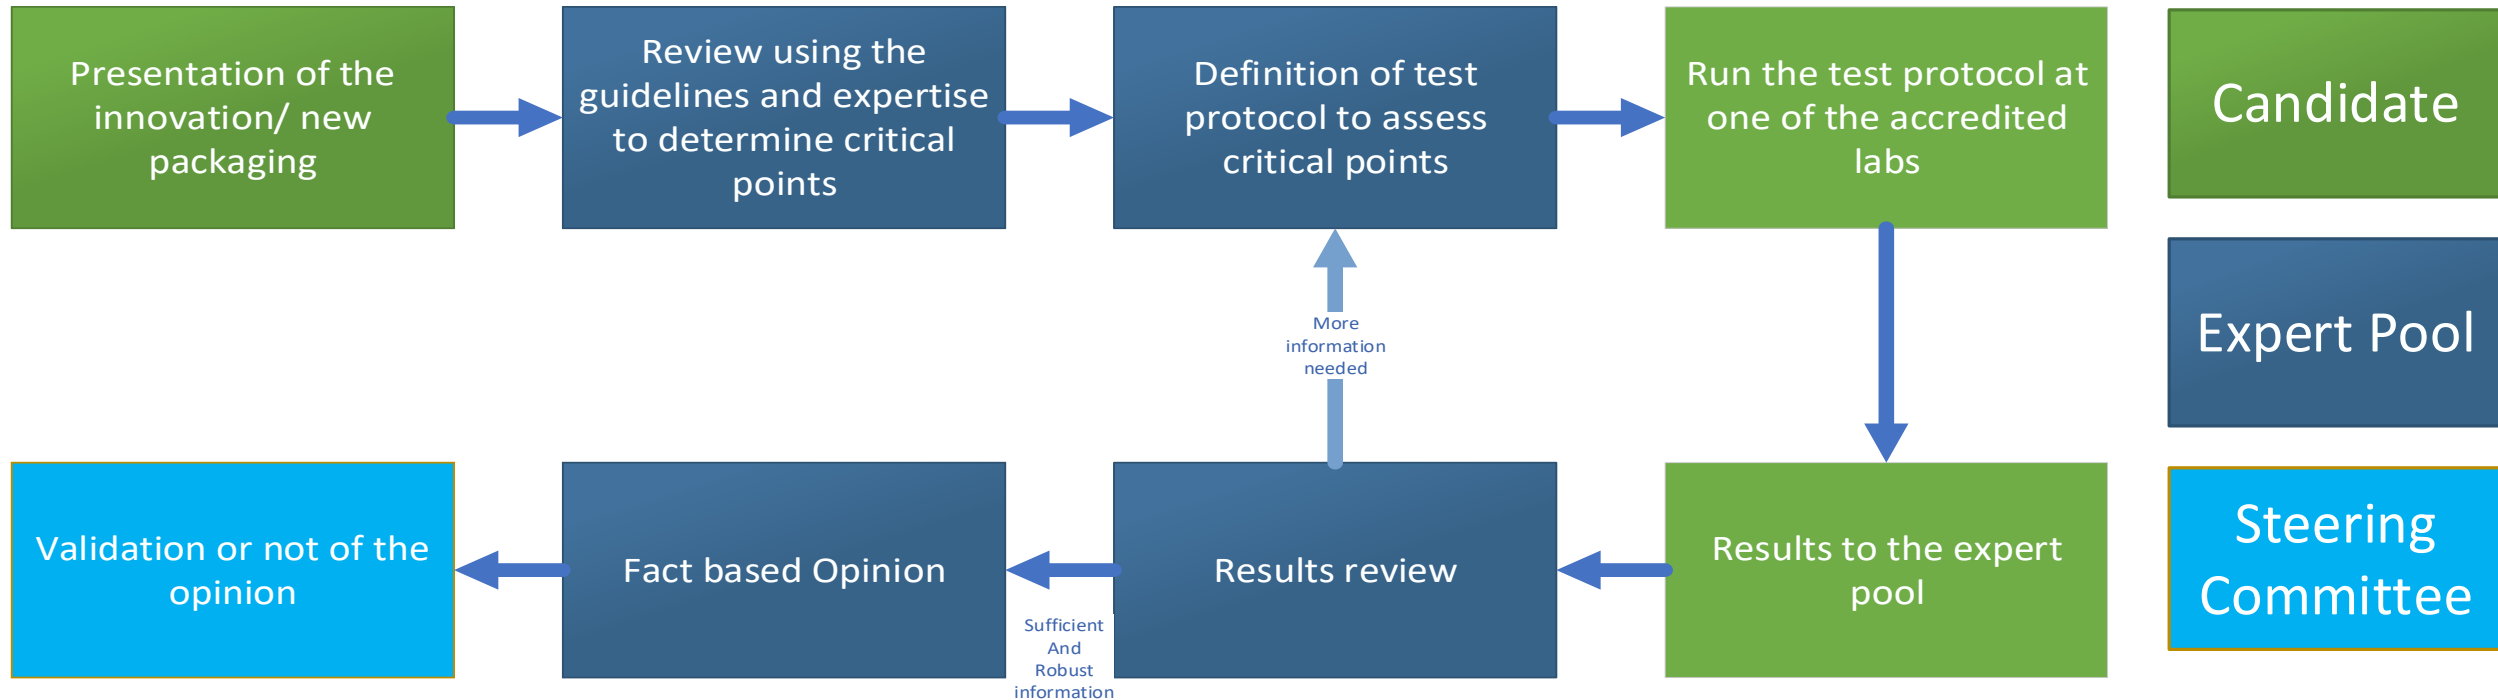 Presentation of the
innovation/ new
packaging
Review using the
guidelines and expertise
to determine critical
points
Definition of test
protocol to assess
critical points
Run the test protocol at
one of the accredited
labs
Candidate
Expert Pool
More
information
needed
Validation or not of the
opinion
Fact based Opinion
Sufficient
And
Robust
information
Results review
Results to the expert
pool
Steering
Committee